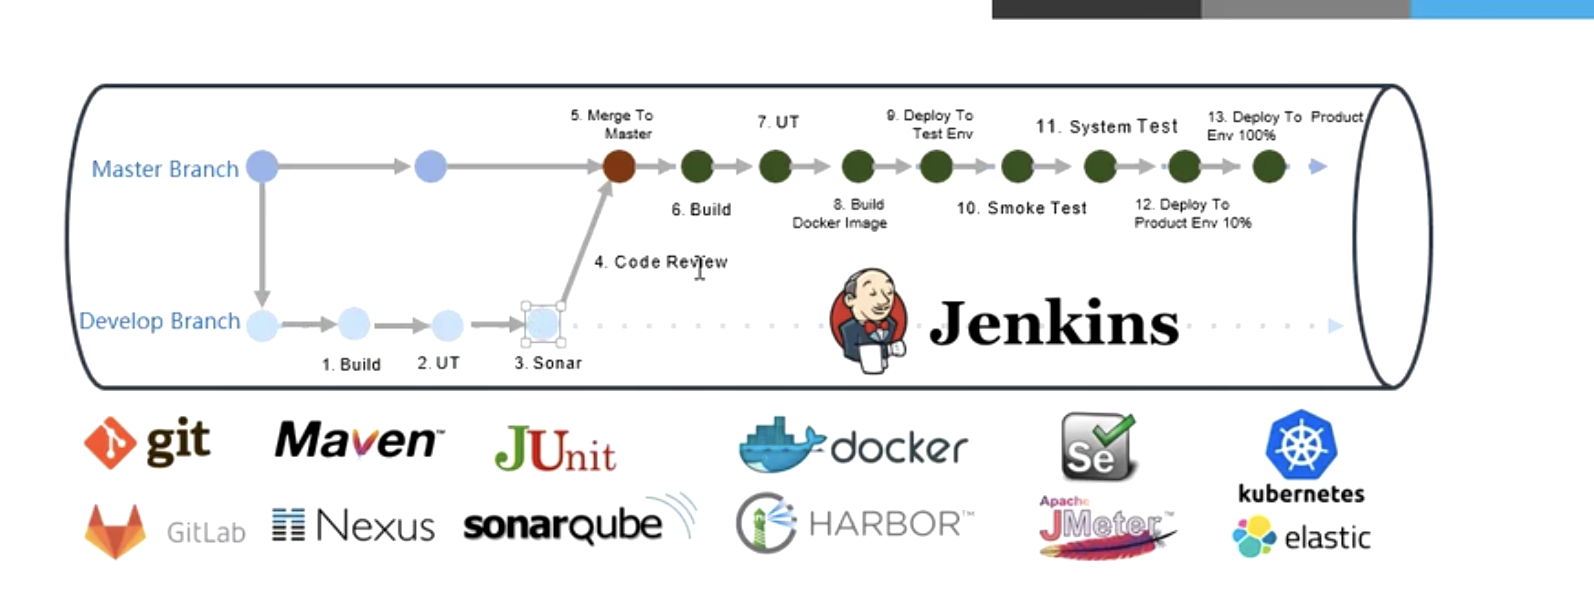 5. Merge To
Master
7. UT
9. Deploy To
Test Env
11. System Test
13. Deploy To Product
Env 100%
Master Branch
6. Build
8. Build
Docker Image
10. Smoke Test
12. Deploy To
Product Env 10%
4. Code Review
Develop Branch
1. Build
2. UT
3. Sonar
Jenkins
git
Maven™
JUnit
docker
Se
kubernetes
GitLab
Nexus
sonarqube
HARBOR™
Apache
JMeter™
elastic